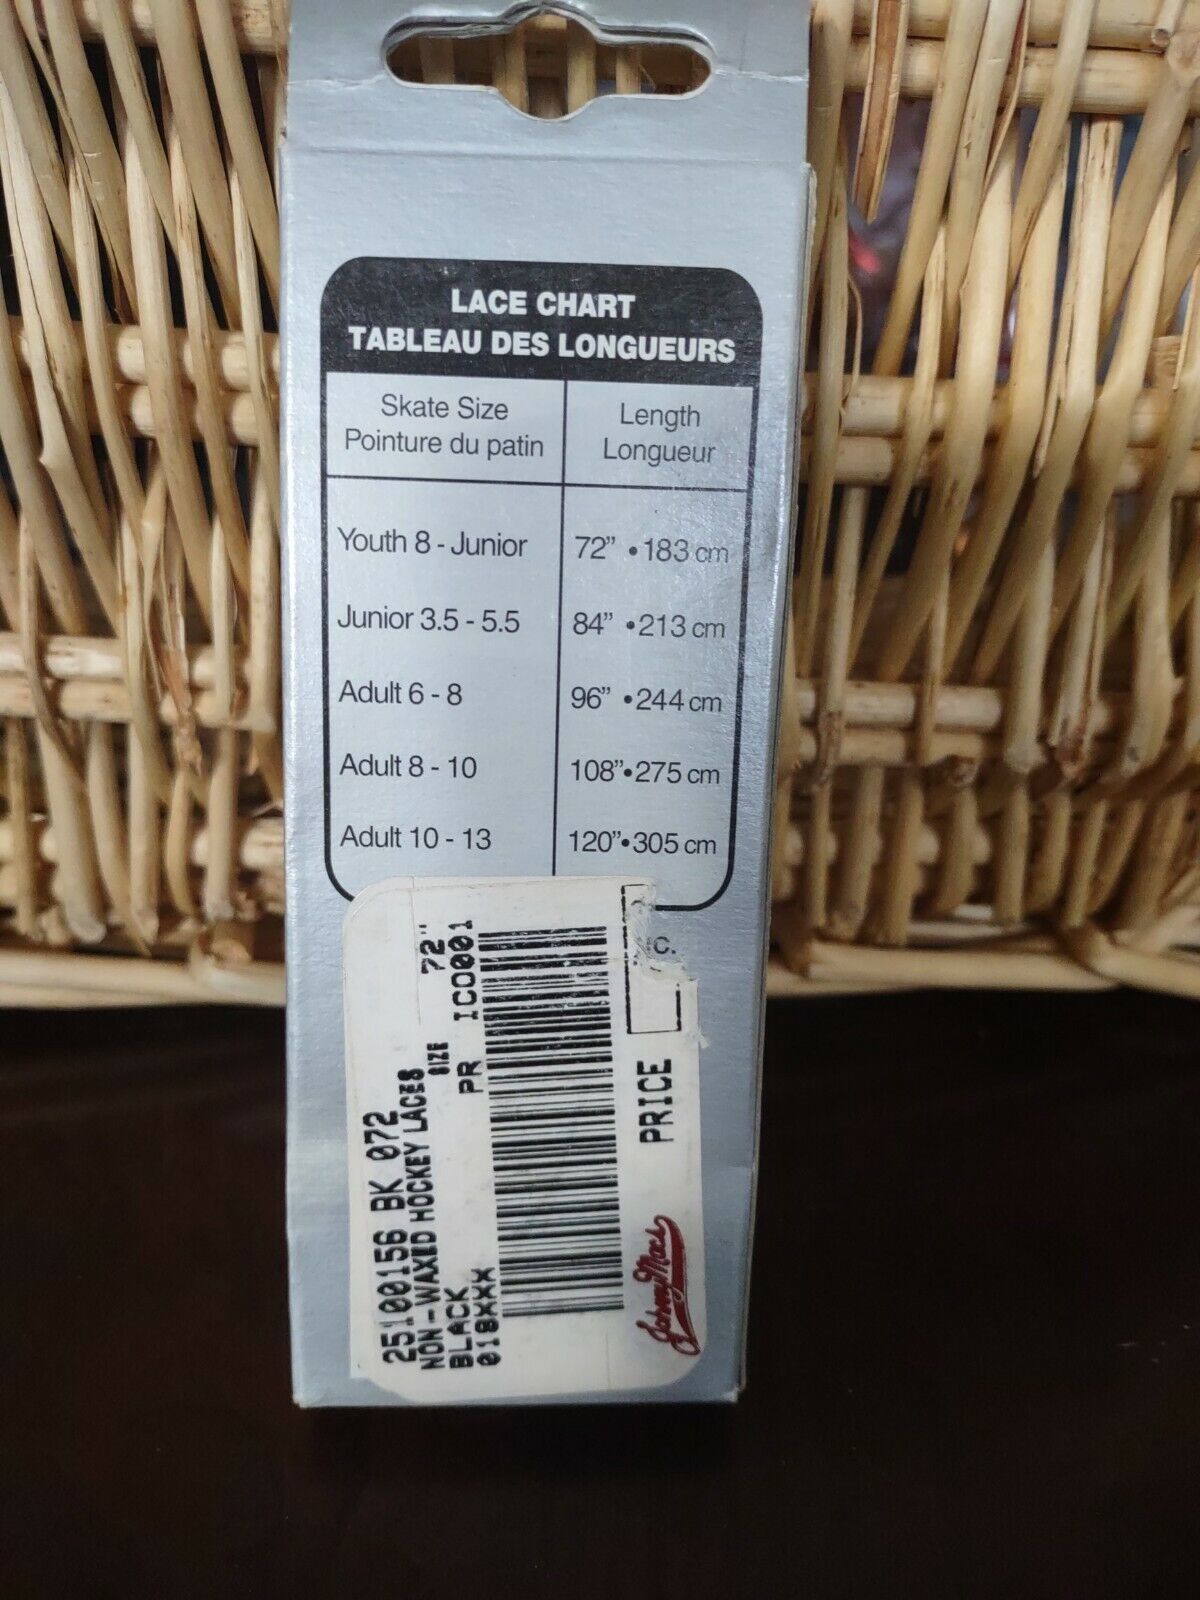 LACE CHART
TABLEAU DES LONGUEURS
Skate Size
Pointure du patin
Length
Longueur
Youth 8 - Junior 72” • 183 cm
Junior 3.5 - 5.5 84” • 213 cm
Adult 6 - 8 96” • 244 cm
Adult 8 - 10 108” • 275 cm
Adult 10 - 13 120” • 305 cm
25100156 BK 072
NON-WAXED HOCKEY LACES
SIZE 72"
BLACK
PR ICO001
018XXX
PRICE
Johnny Macs